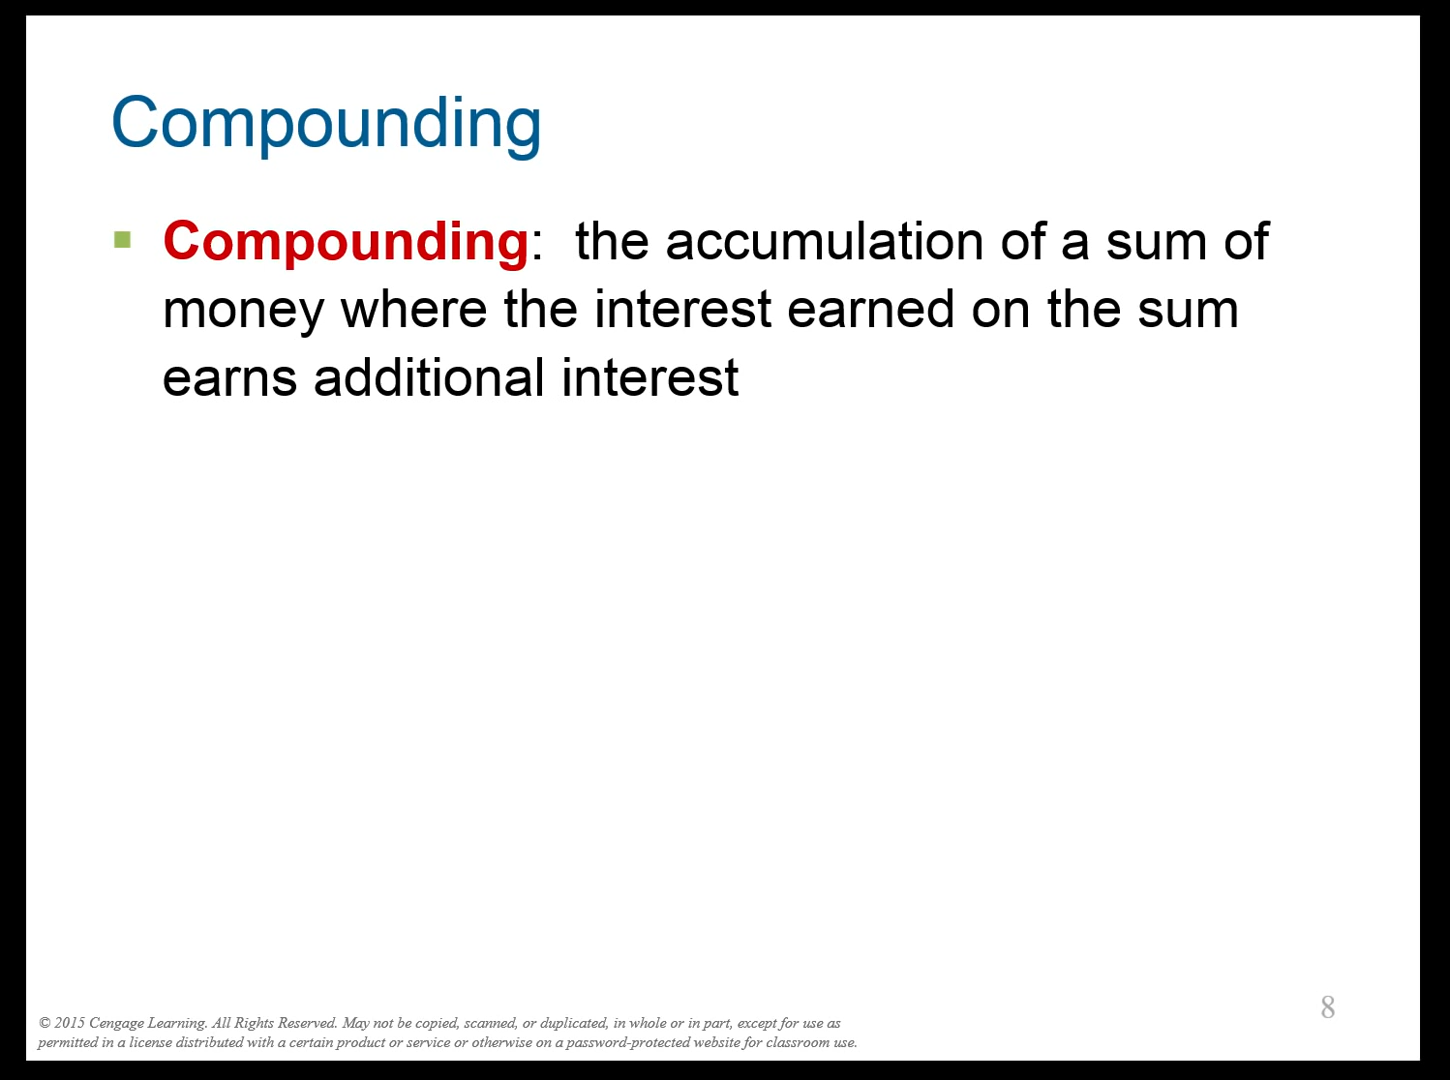 Compounding
Compounding:  the accumulation of a sum of
money where the interest earned on the sum
earns additional interest
8
© 2015 Cengage Learning. All Rights Reserved. May not be copied, scanned, or duplicated, in whole or in part, except for use as
permitted in a license distributed with a certain product or service or otherwise on a password-protected website for classroom use.